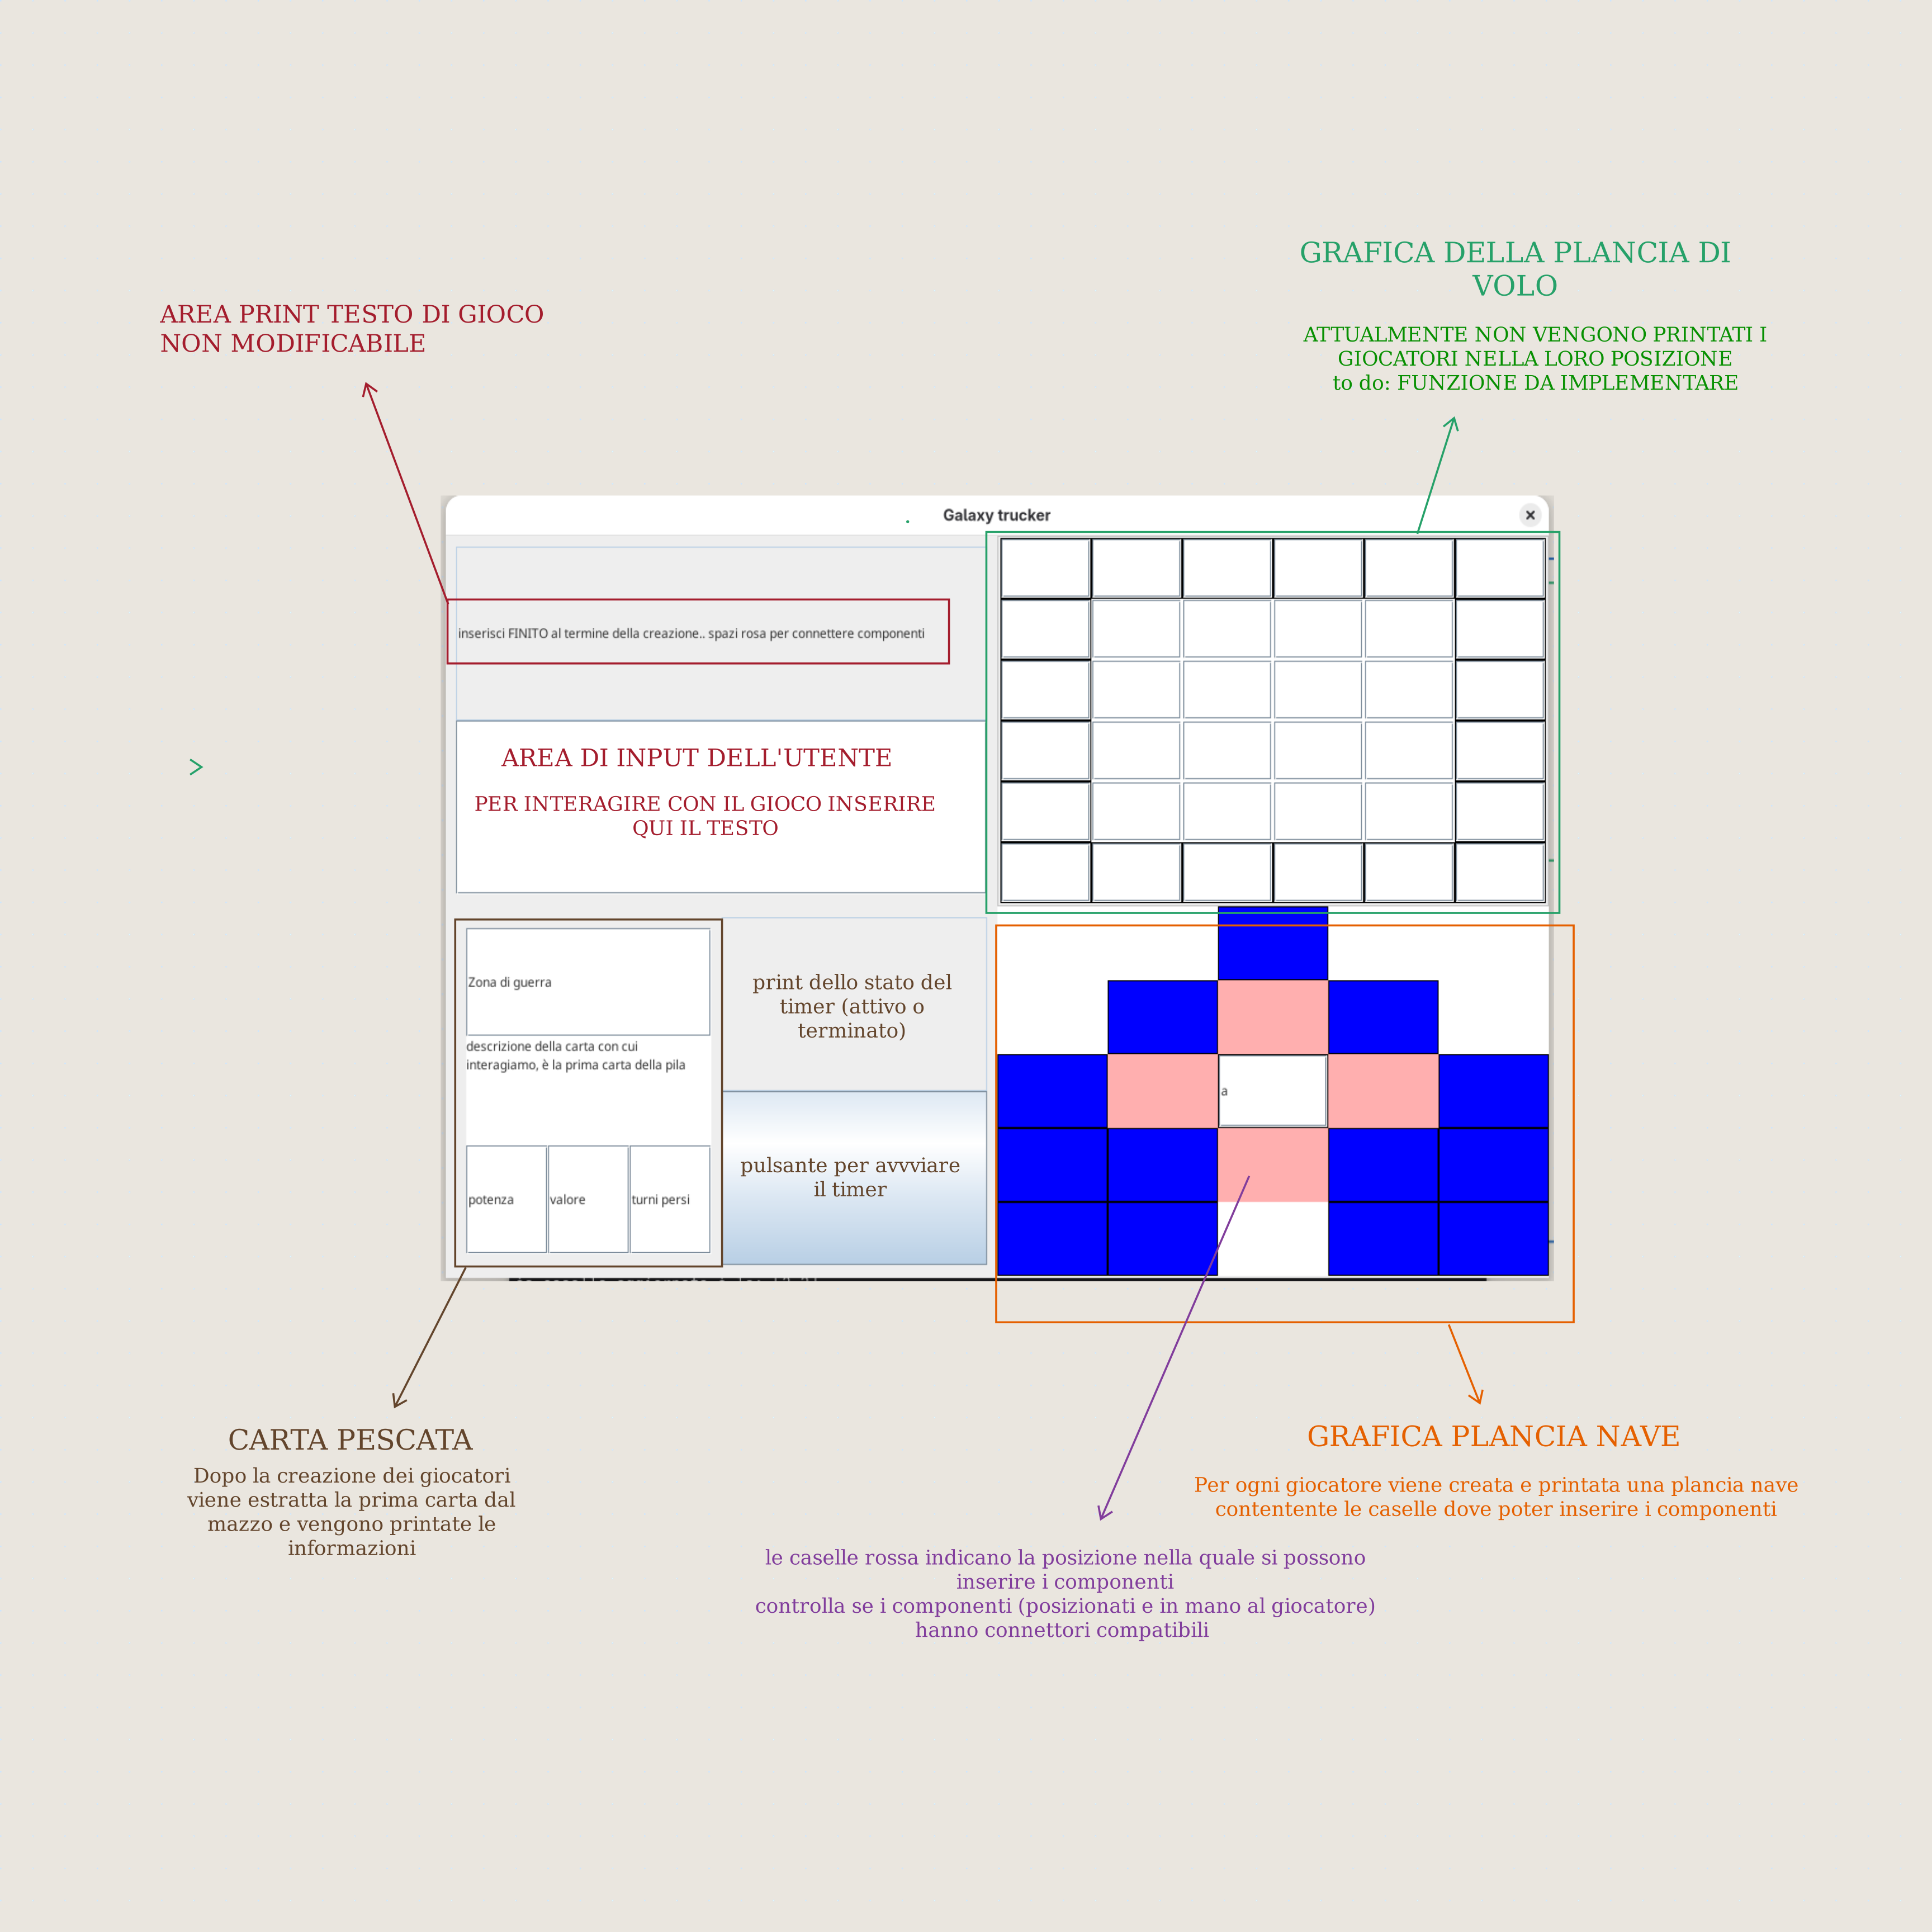 GRAFICA DELLA PLANCIA DI
VOLO
ATTUALMENTE NON VENGONO PRINTATI I
GIOCATORI NELLA LORO POSIZIONE
to do: FUNZIONE DA IMPLEMENTARE
AREA PRINT TESTO DI GIOCO
NON MODIFICABILE
Galaxy trucker
inserisci FINITO al termine della creazione.. spazi rosa per connettere componenti
AREA DI INPUT DELL'UTENTE
PER INTERAGIRE CON IL GIOCO INSERIRE
QUI IL TESTO
Zona di guerra
descrizione della carta con cui
interagiamo, è la prima carta della pila
potenza
valore
turni persi
print dello stato del
timer (attivo o
terminato)
pulsante per avvviare
il timer
a
CARTA PESCATA
Dopo la creazione dei giocatori
viene estratta la prima carta dal
mazzo e vengono printate le
informazioni
GRAFICA PLANCIA NAVE
Per ogni giocatore viene creata e printata una plancia nave
contentente le caselle dove poter inserire i componenti
le caselle rossa indicano la posizione nella quale si possono
inserire i componenti
controlla se i componenti (posizionati e in mano al giocatore)
hanno connettori compatibili